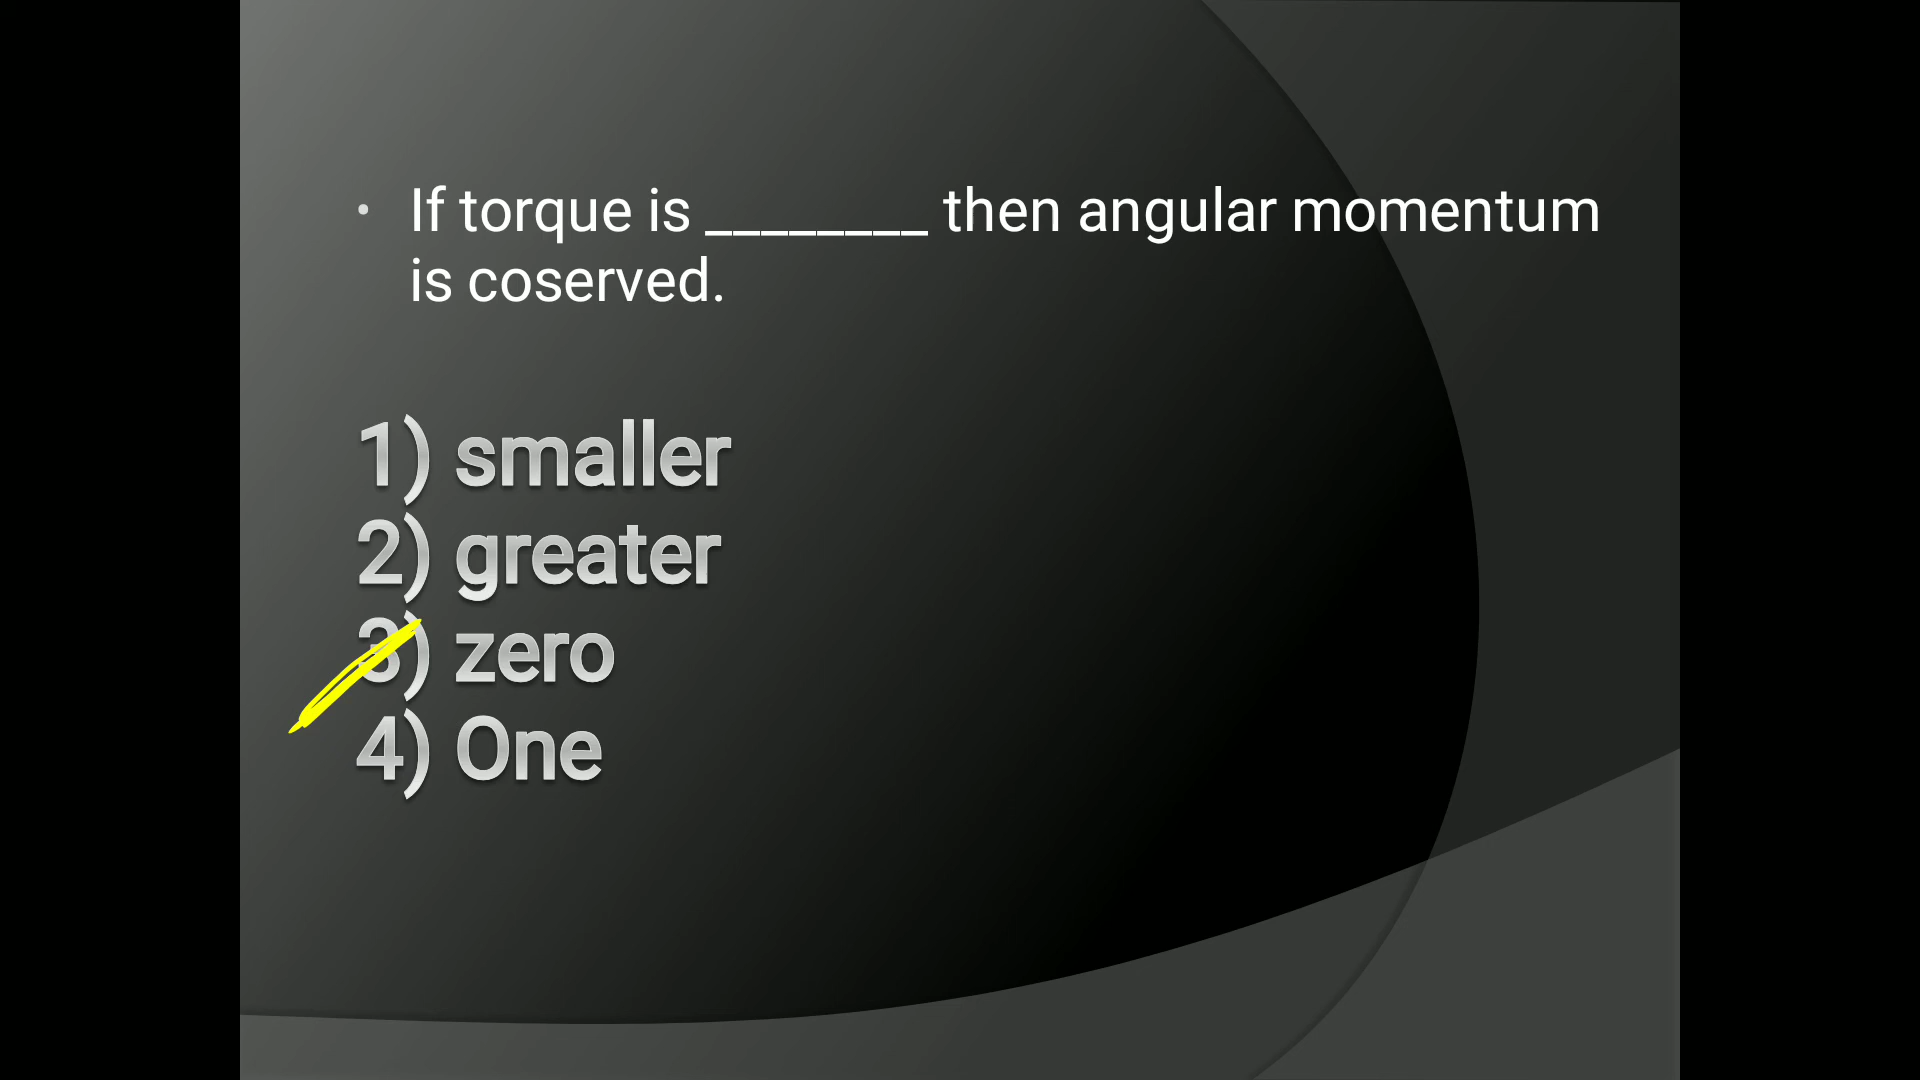 • If torque is ________ then angular momentum
is coserved.
1) smaller
2) greater
3) zero
4) One